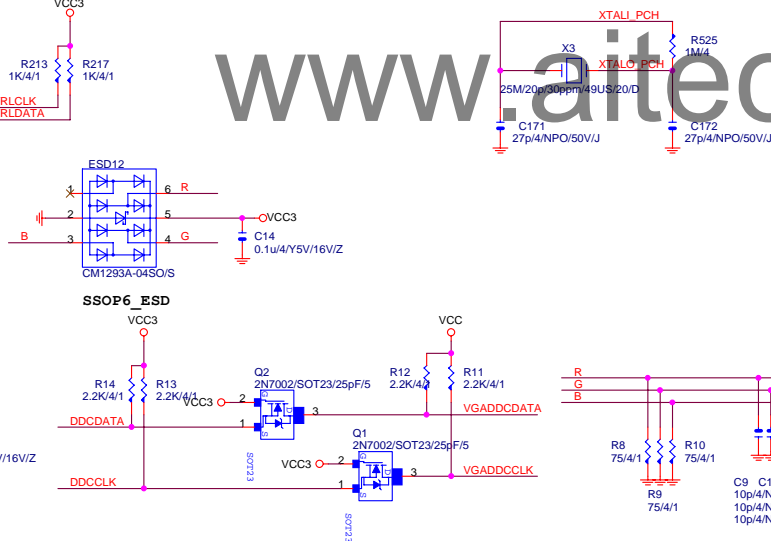 VCC3
R213
1K/4/1
R217
1K/4/1
RLCLK
RLDATA
www.aitec
XTALI_PCH
X3
R525
1M/4
XTALO_PCH
25M/20p/30ppm/49US/20/D
C171
27p/4/NPO/50V/J
C172
27p/4/NPO/50V/J
ESD12
1
6
R
2
5
VCC3
B
3
4
G
C14
0.1u/4/Y5V/16V/Z
CM1293A-04SO/S
SSOP6_ESD
VCC3
VCC
R14
2.2K/4/1
R13
2.2K/4/1
Q2
2N7002/SOT23/25pF/5
R12
2.2K/4/1
R11
2.2K/4/1
VCC3
2
G
D
S
3
1
DDCDATA
VGADDCDATA
SOT23
Q1
2N7002/SOT23/25pF/5
VCC3
2
G
D
S
3
1
DDCCLK
VGADDCCLK
SOT23
/16V/Z
R
G
B
R8
75/4/1
R10
75/4/1
R9
75/4/1
C9
C1
10p/4/N
10p/4/N
10p/4/N